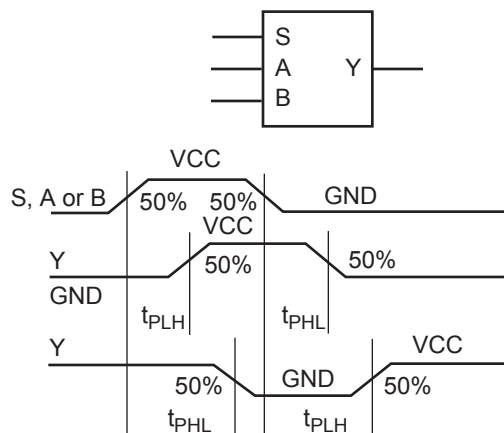 S
A Y
B
VCC
S, A or B 50% 50% GND
VCC
Y 50% 50%
GND
tPLH tPHL
Y VCC
50% GND 50%
tPHL tPLH